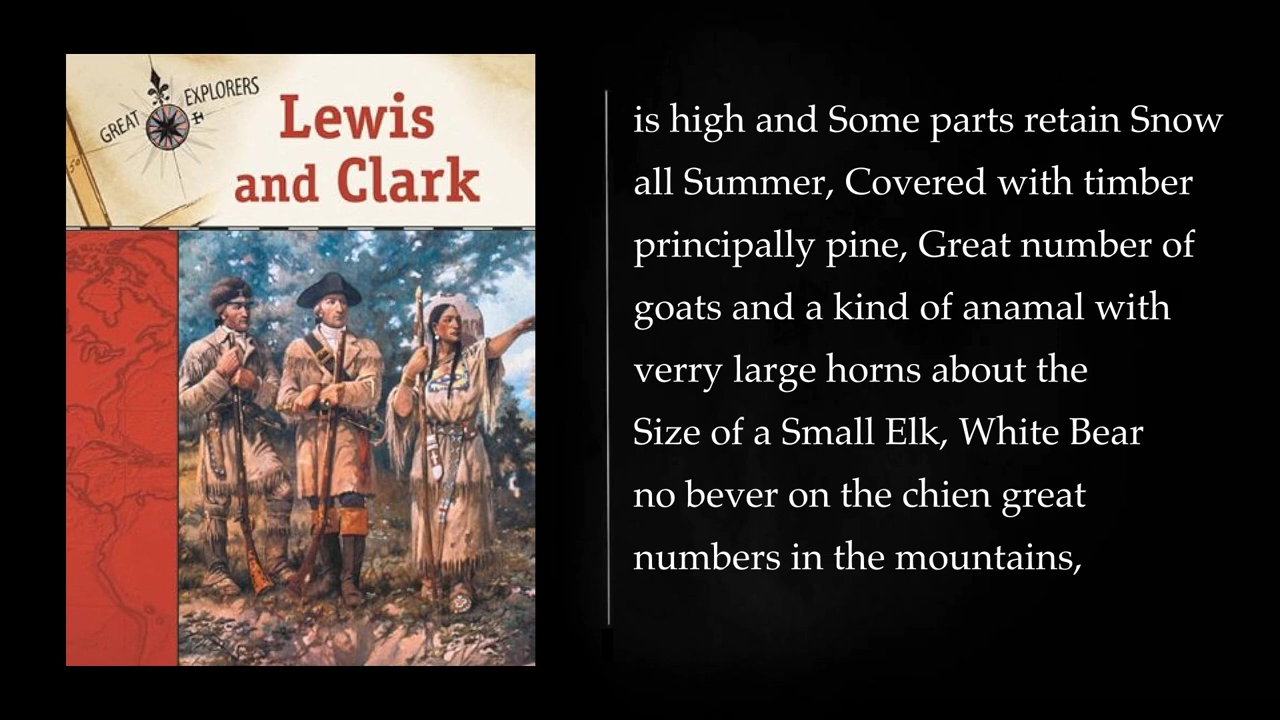 GREAT EXPLORERS
Lewis
and Clark
50
is high and Some parts retain Snow
all Summer, Covered with timber
principally pine, Great number of
goats and a kind of anamal with
verry large horns about the
Size of a Small Elk, White Bear
no bever on the chien great
numbers in the mountains,